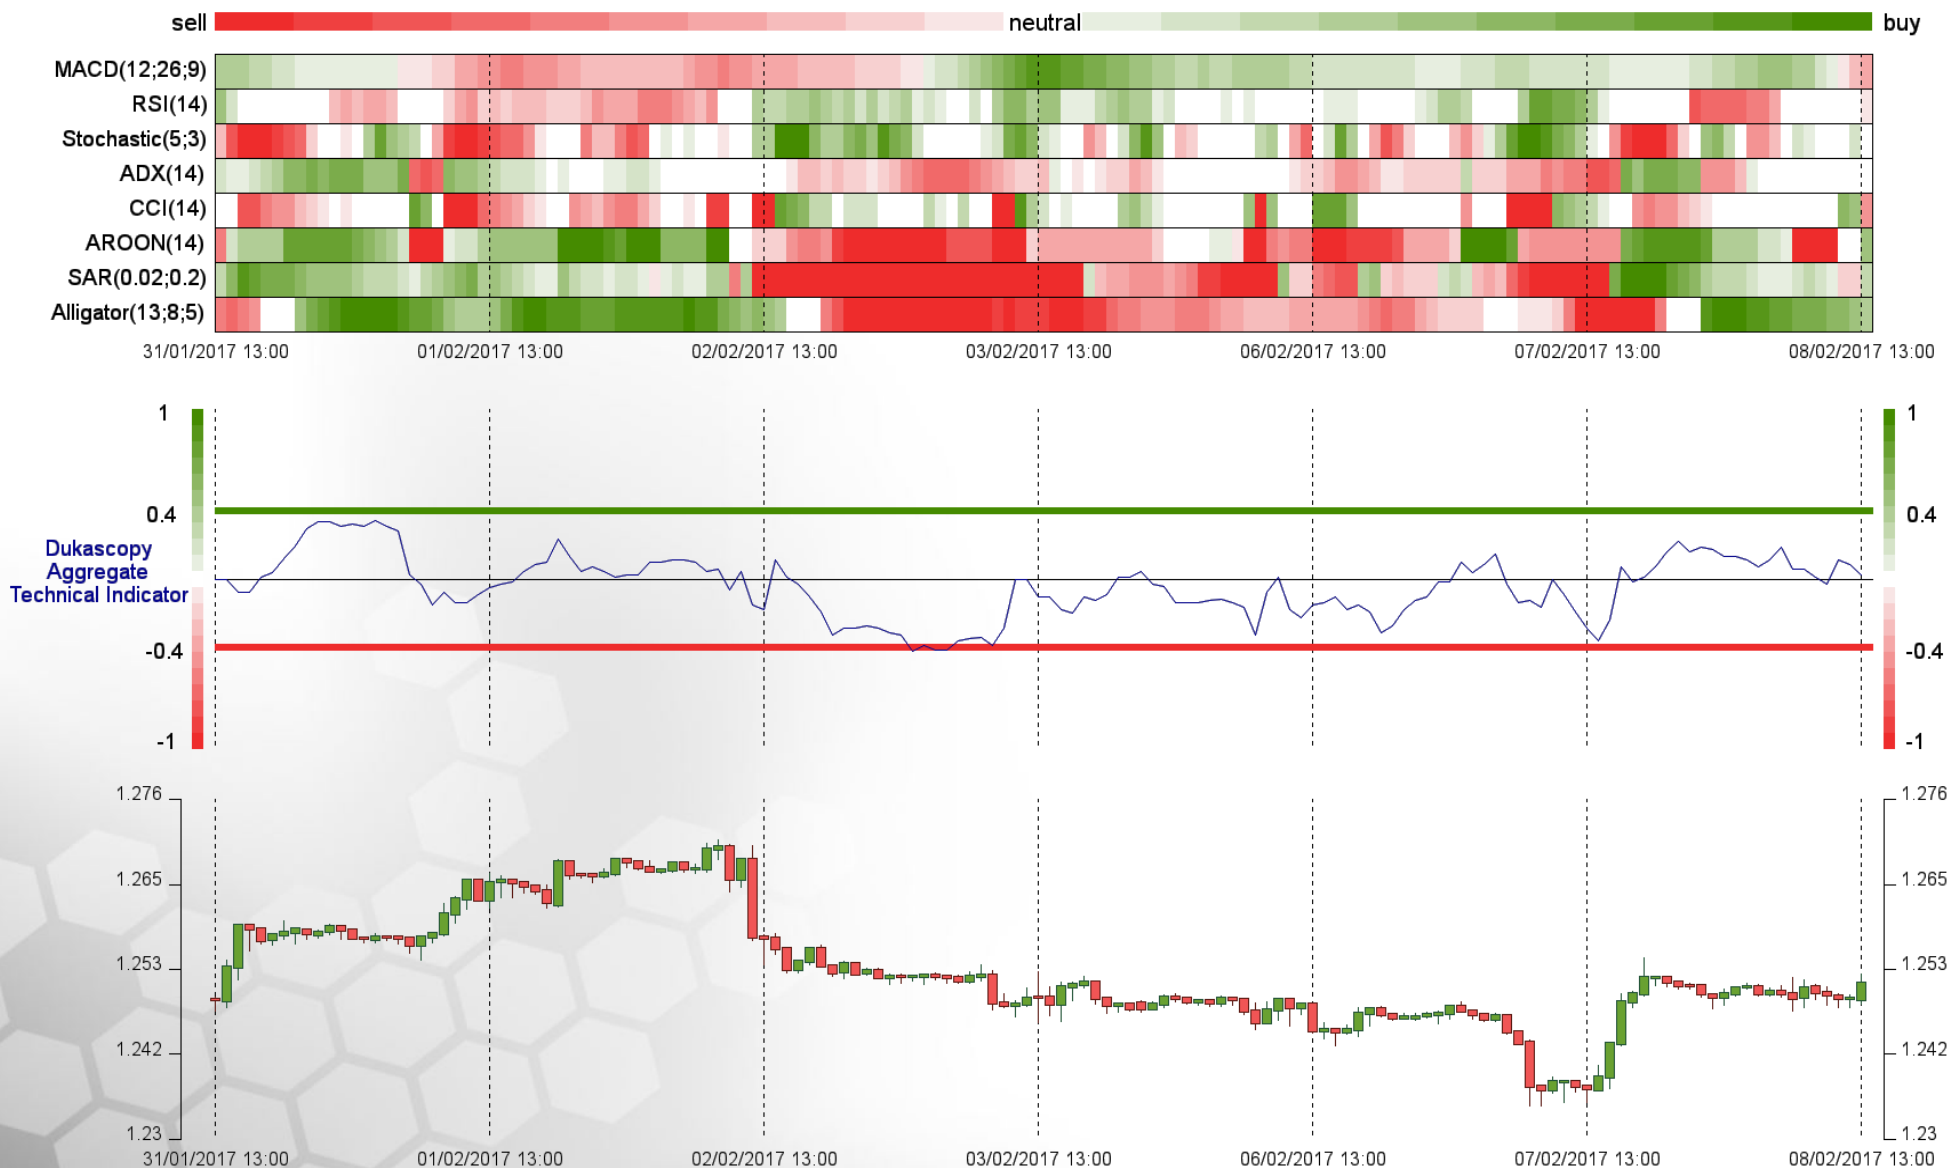 sell neutral buy
MACD(12;26;9)
RSI(14)
Stochastic(5;3)
ADX(14)
CCI(14)
AROON(14)
SAR(0.02;0.2)
Alligator(13;8;5)
31/01/2017 13:00 01/02/2017 13:00 02/02/2017 13:00 03/02/2017 13:00 06/02/2017 13:00 07/02/2017 13:00 08/02/2017 13:00
1 1
0.4 0.4
Dukascopy
Aggregate
Technical Indicator
-0.4 -0.4
-1 -1
1.276 1.276
1.265 1.265
1.253 1.253
1.242 1.242
1.23 1.23
31/01/2017 13:00 01/02/2017 13:00 02/02/2017 13:00 03/02/2017 13:00 06/02/2017 13:00 07/02/2017 13:00 08/02/2017 13:00